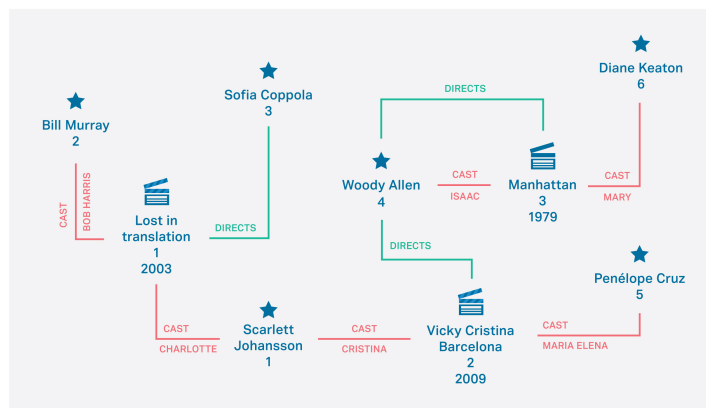 Diane Keaton
6
DIRECTS
Sofia Coppola
3
Bill Murray
2
CAST
BOB HARRIS
Woody Allen
4
CAST
ISAAC
Manhattan
3
1979
CAST
MARY
Lost in
translation
1
2003
DIRECTS
DIRECTS
Penélope Cruz
5
CAST
CHARLOTTE
Scarlett
Johansson
1
CAST
CRISTINA
Vicky Cristina
Barcelona
2
2009
CAST
MARIA ELENA